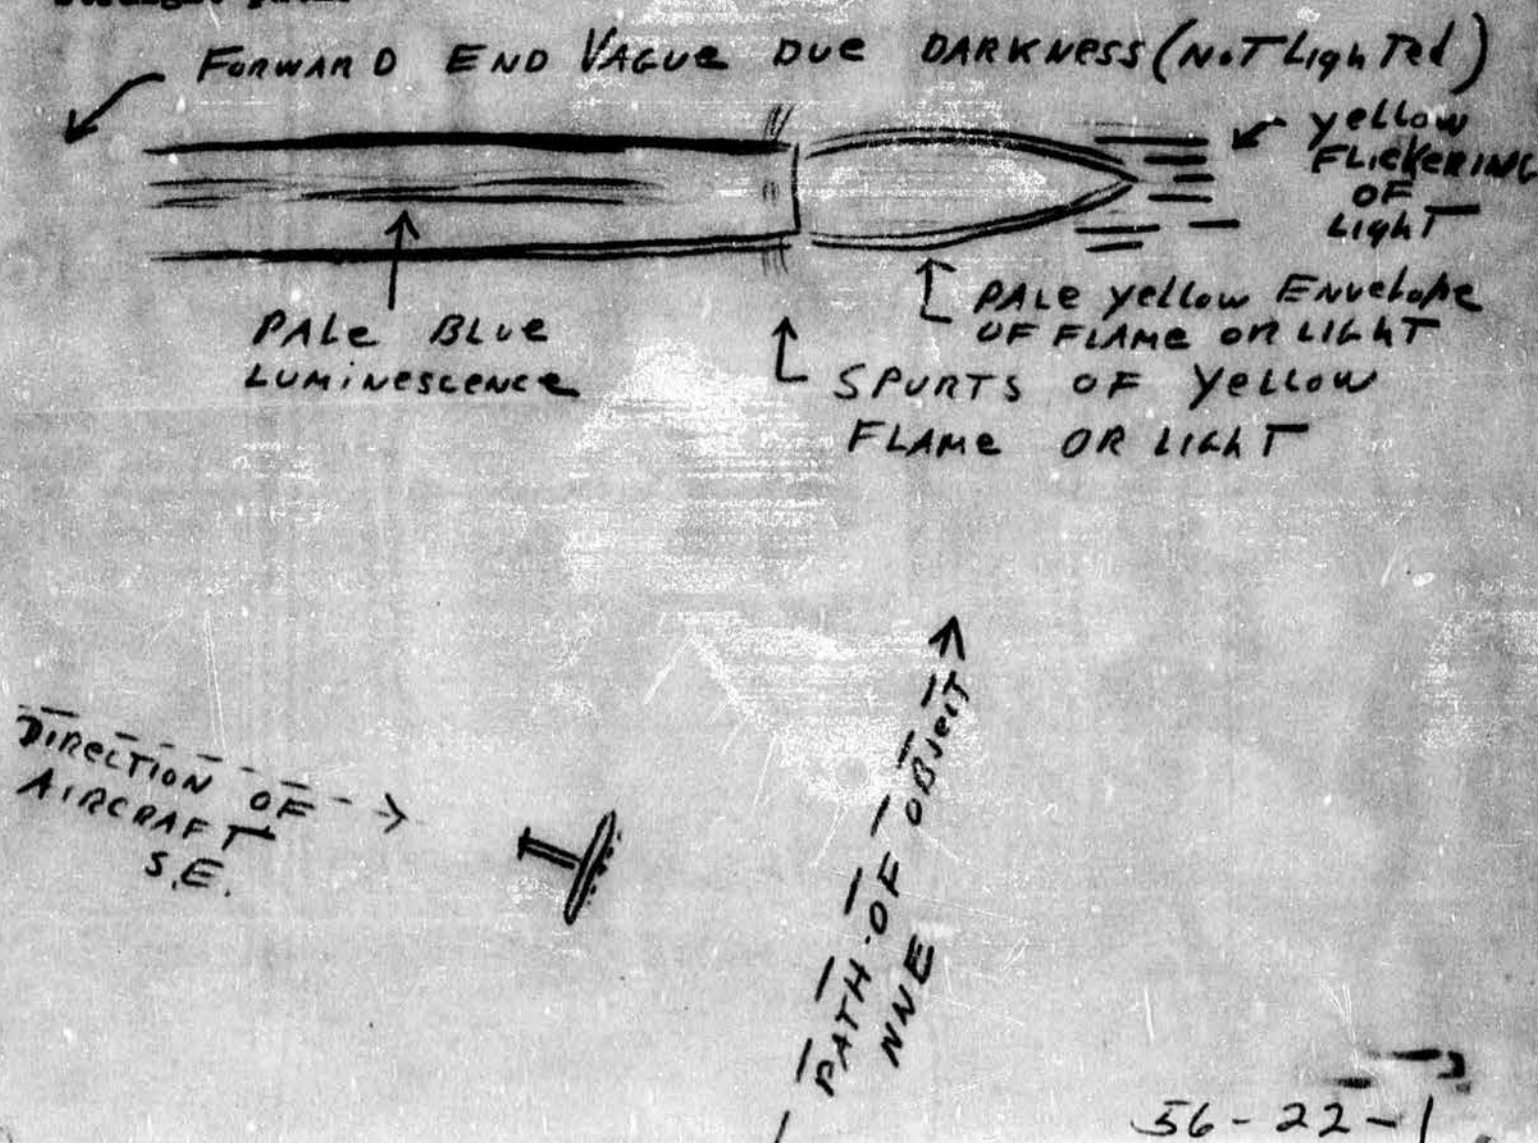 FORWARD END VAGUE DUE DARKNESS (NOT LighTed)
yellow
FLICKERING
OF
LighT
PALE yellow ENvelope
OF FLAME OR LIGHT
PALE BLUE
LUMINESCENCE
SPURTS OF YELLOW
FLAME OR LIGHT
DIRECTION OF
AIRCRAFT
S.E.
PATH OF OBJECT
NNE
56-22-1